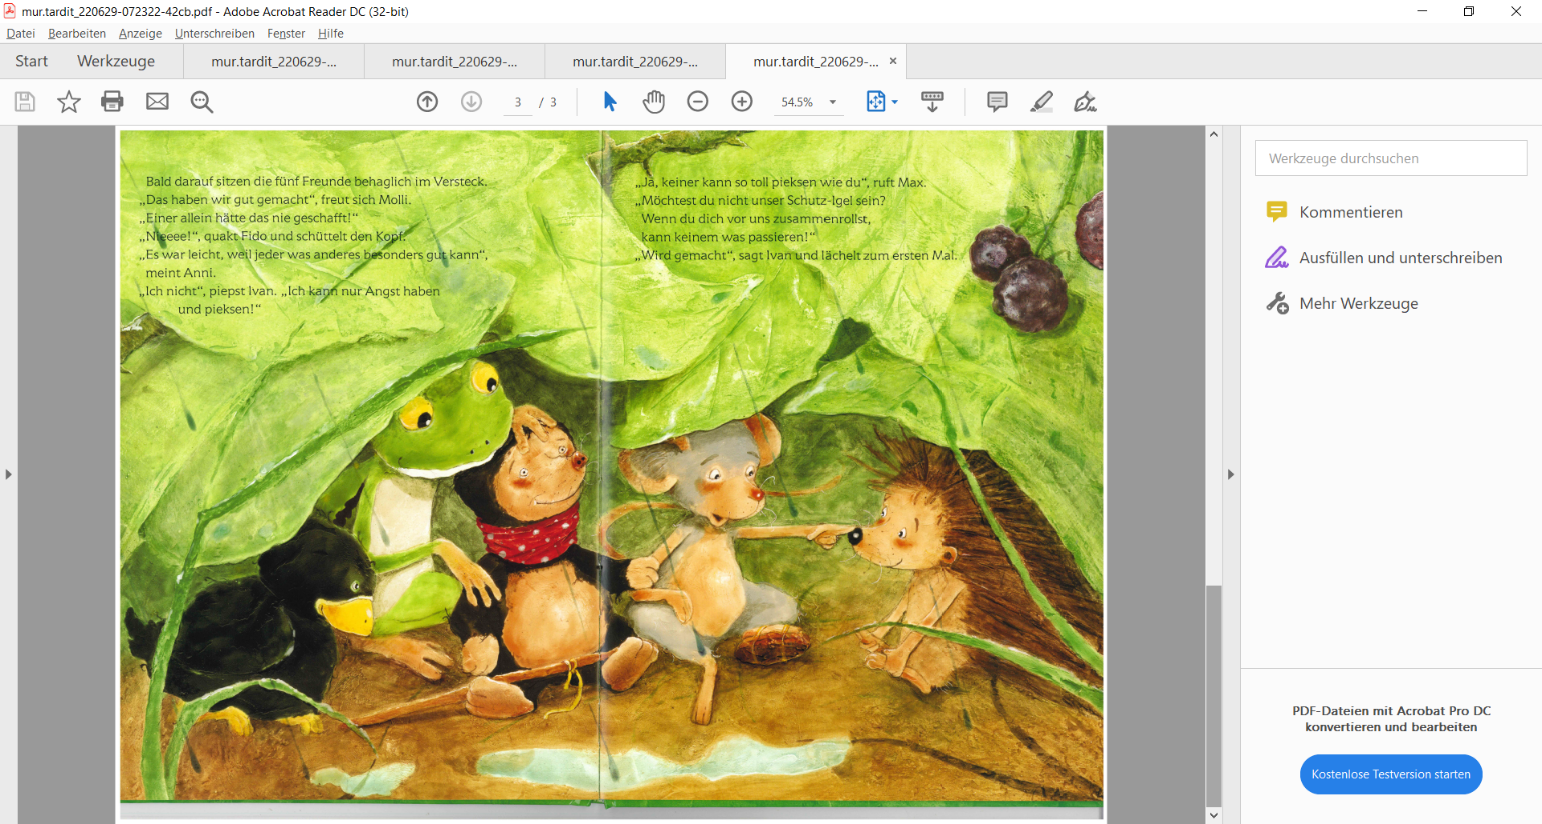 mur.tardit_220629-072322-42cb.pdf - Adobe Acrobat Reader DC (32-bit)
Datei Bearbeiten Anzeige Unterschreiben Fenster Hilfe
Start Werkzeuge mur.tardit_220629-... mur.tardit_220629-... mur.tardit_220629-... mur.tardit_220629-... ×
3 / 3 54.5%
Bald darauf sitzen die fünf Freunde behaglich im Versteck.
„Das haben wir gut gemacht“, freut sich Molli.
„Einer allein hätte das nie geschafft!“
„Nieeee!“, quakt Fido und schüttelt den Kopf.
„Es war leicht, weil jeder was anderes besonders gut kann“,
meint Anni.
„Ich nicht“, piepst Ivan. „Ich kann nur Angst haben
und pieksen!“
„Ja, keiner kann so toll pieksen wie du“, ruft Max.
„Möchtest du nicht unser Schutz-Igel sein?
Wenn du dich vor uns zusammenrollst,
kann keinem was passieren!“
„Wird gemacht“, sagt Ivan und lächelt zum ersten Mal.
Werkzeuge durchsuchen
Kommentieren
Ausfüllen und unterschreiben
Mehr Werkzeuge
PDF-Dateien mit Acrobat Pro DC
konvertieren und bearbeiten
Kostenlose Testversion starten